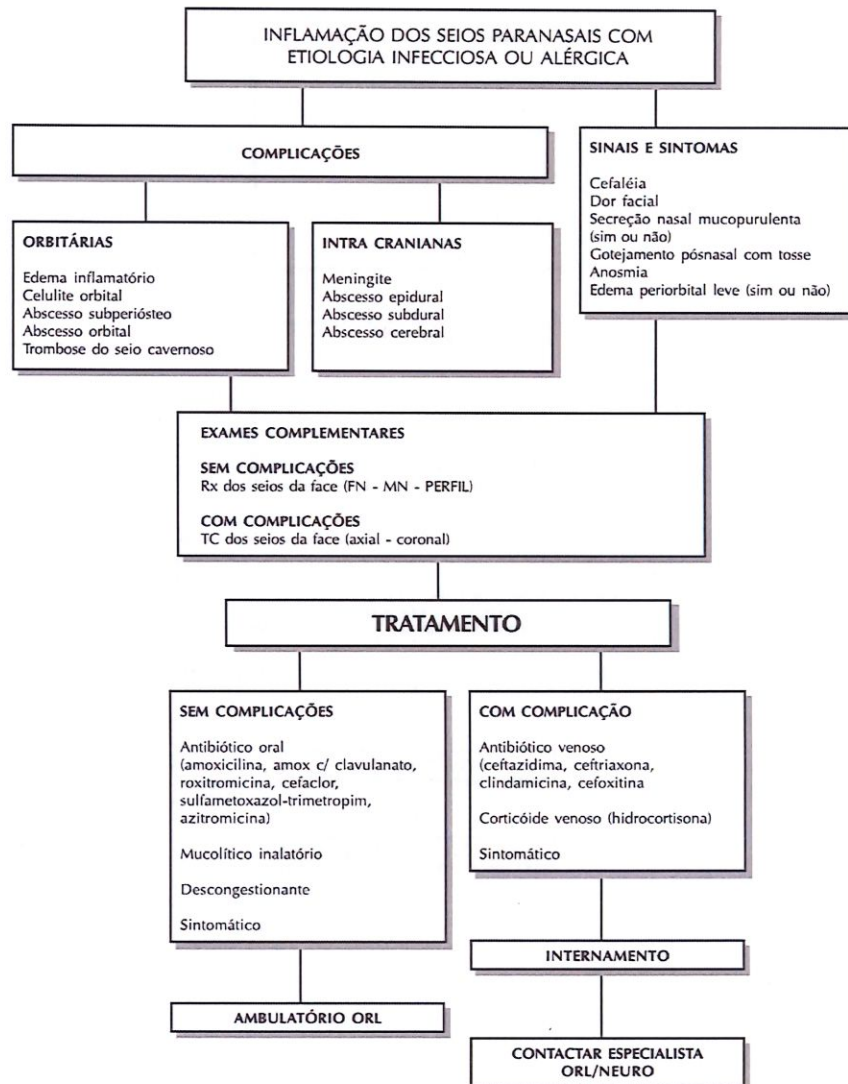 INFLAMAÇÃO DOS SEIOS PARANASAIS COM
ETIOLOGIA INFECCIOSA OU ALÉRGICA
COMPLICAÇÕES
SINAIS E SINTOMAS
Cefaléia
Dor facial
Secreção nasal mucopurulenta
(sim ou não)
Gotejamento pósnasal com tosse
Anosmia
Edema periorbital leve (sim ou não)
ORBITÁRIAS
Edema inflamatório
Celulite orbital
Abscesso subperiósteo
Abscesso orbital
Trombose do seio cavernoso
INTRA CRANIANAS
Meningite
Abscesso epidural
Abscesso subdural
Abscesso cerebral
EXAMES COMPLEMENTARES
SEM COMPLICAÇÕES
Rx dos seios da face (FN - MN - PERFIL)
COM COMPLICAÇÕES
TC dos seios da face (axial - coronal)
TRATAMENTO
SEM COMPLICAÇÕES
Antibiótico oral
(amoxicilina, amox c/ clavulanato,
roxitromicina, cefaclor,
sulfametoxazol-trimetropim,
azitromicina)
Mucolítico inalatório
Descongestionante
Sintomático
COM COMPLICAÇÃO
Antibiótico venoso
(ceftazidima, ceftriaxona,
clindamicina, cefoxitina
Corticóide venoso (hidrocortisona)
Sintomático
INTERNAMENTO
AMBULATÓRIO ORL
CONTACTAR ESPECIALISTA
ORL/NEURO